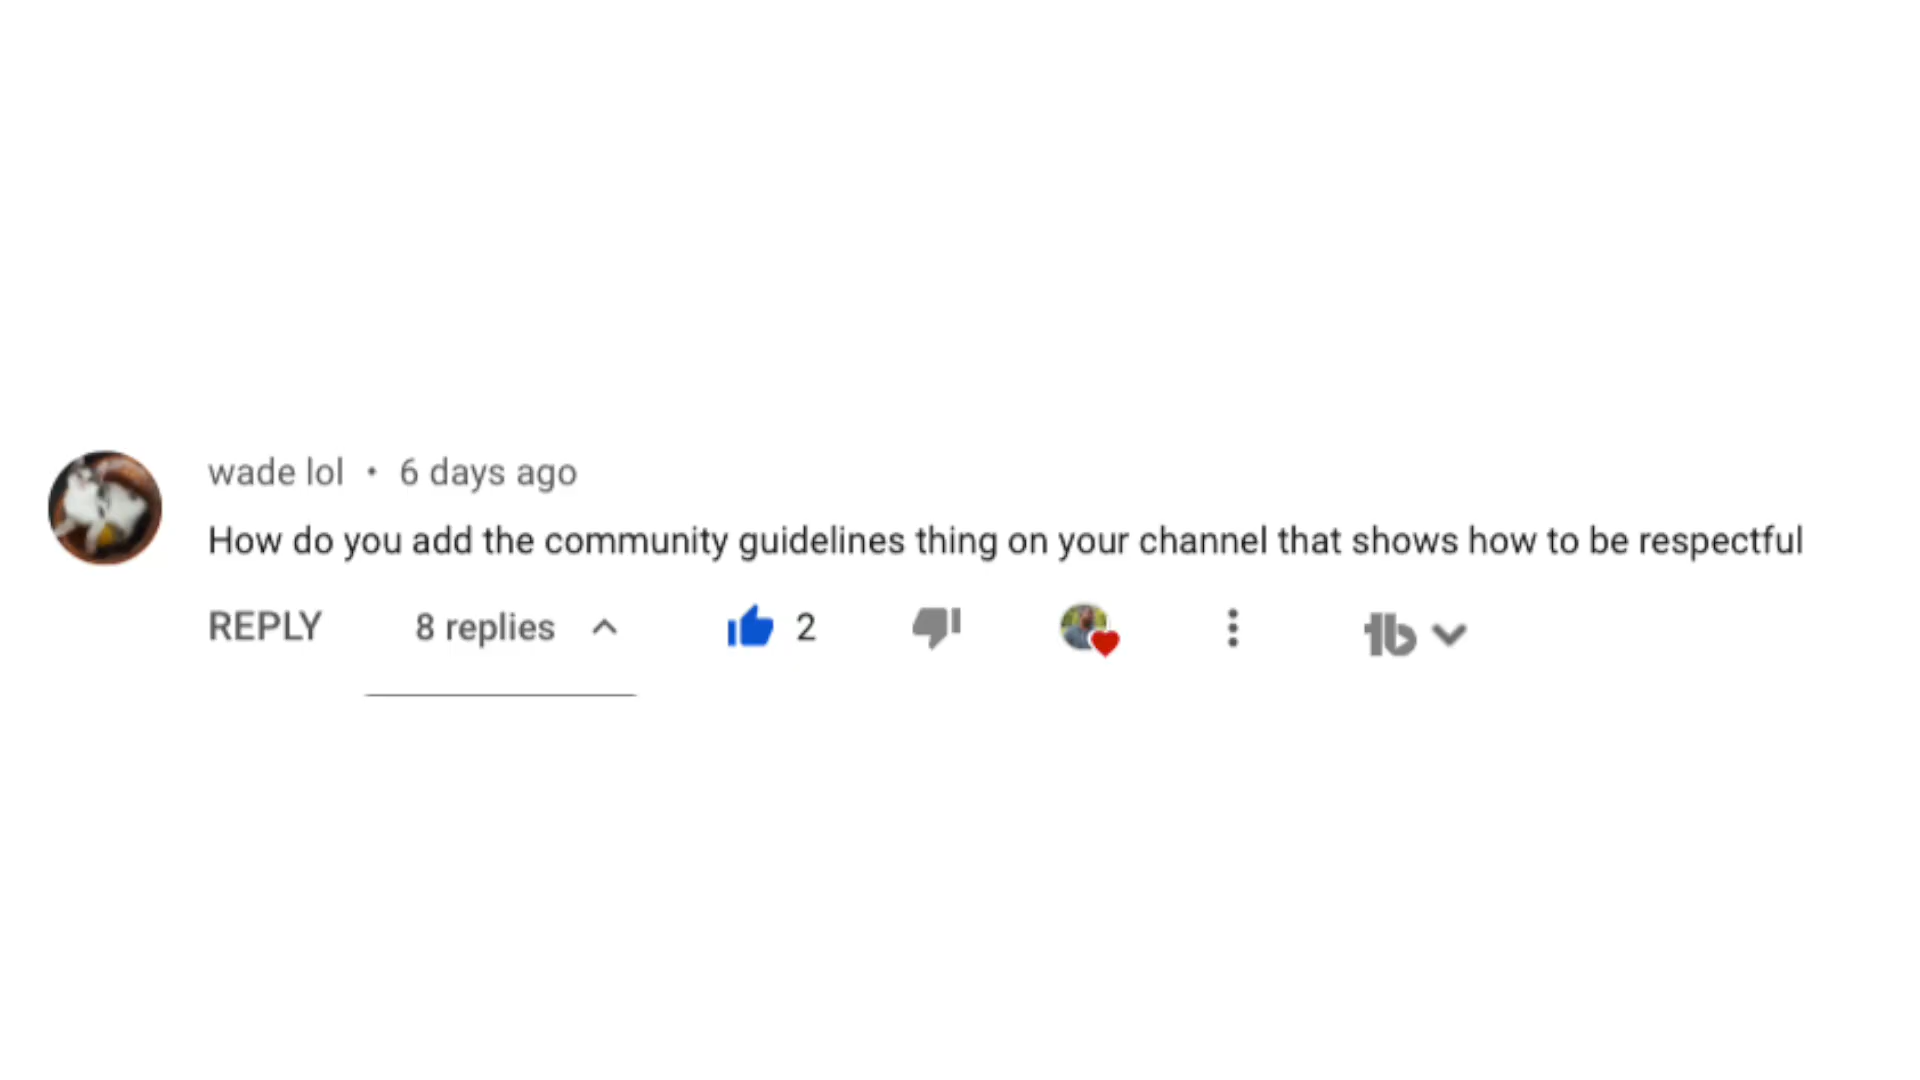 wade lol • 6 days ago
How do you add the community guidelines thing on your channel that shows how to be respectful
REPLY 8 replies 2 tb